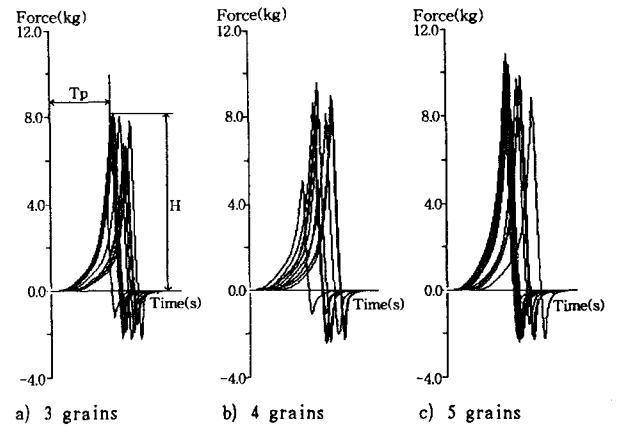 Force(kg)
12.0
Tp
8.0
H
4.0
0.0
Time(s)
-4.0
a) 3 grains
Force(kg)
12.0
8.0
4.0
0.0
Time(s)
-4.0
b) 4 grains
Force(kg)
12.0
8.0
4.0
0.0
Time(s)
-4.0
c) 5 grains